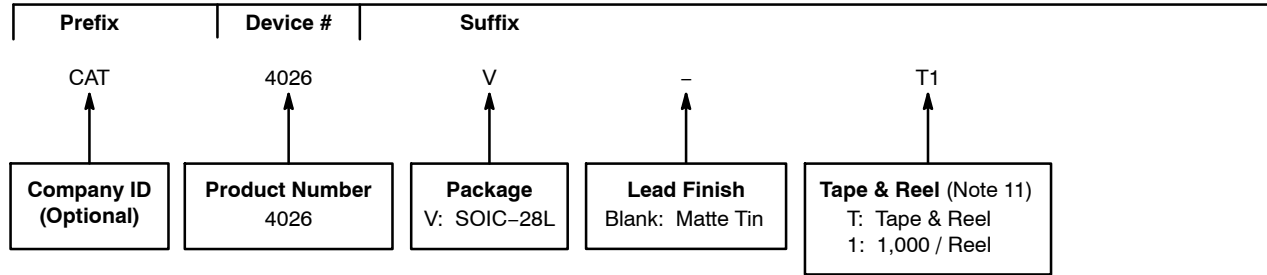 Prefix Device # Suffix
CAT 4026 V – T1
Company ID
(Optional)
Product Number
4026
Package
V: SOIC–28L
Lead Finish
Blank: Matte Tin
Tape & Reel (Note 11)
T: Tape & Reel
1: 1,000 / Reel